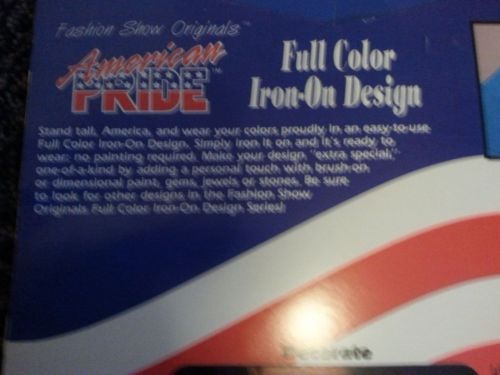 Fashion Show Originals™
American
PRIDE™
Full Color
Iron-On Design
Stand tall, America, and wear your colors proudly in an easy-to-use
Full Color Iron-On Design. Simply iron it on and it's ready to
wear: no painting required. Make your design "extra special,"
one-of-a-kind by adding a personal touch with brush-on
or dimensional paint, gems, jewels or stones. Be sure
to look for other designs in the Fashion Show
Originals Full Color Iron-On Design Series!
Decorate